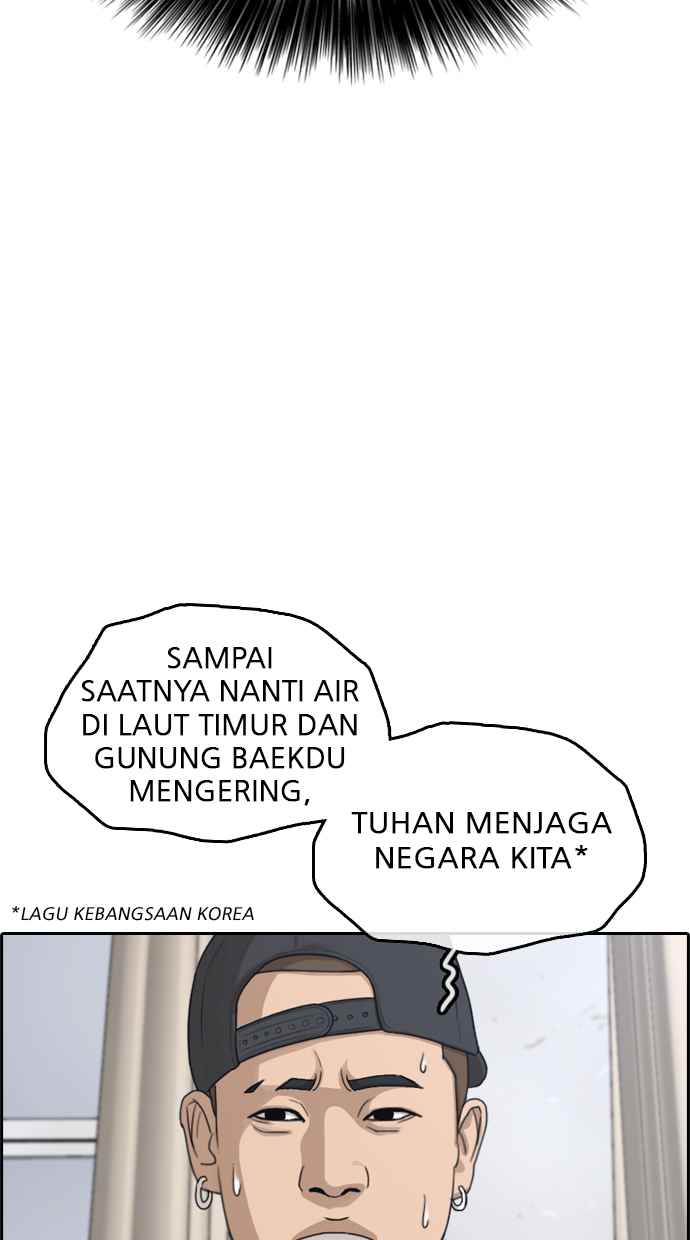 SAMPAI
SAATNYA NANTI AIR
DI LAUT TIMUR DAN
GUNUNG BAEKDU
MENGERING,
TUHAN MENJAGA
NEGARA KITA*
*LAGU KEBANGSAAN KOREA